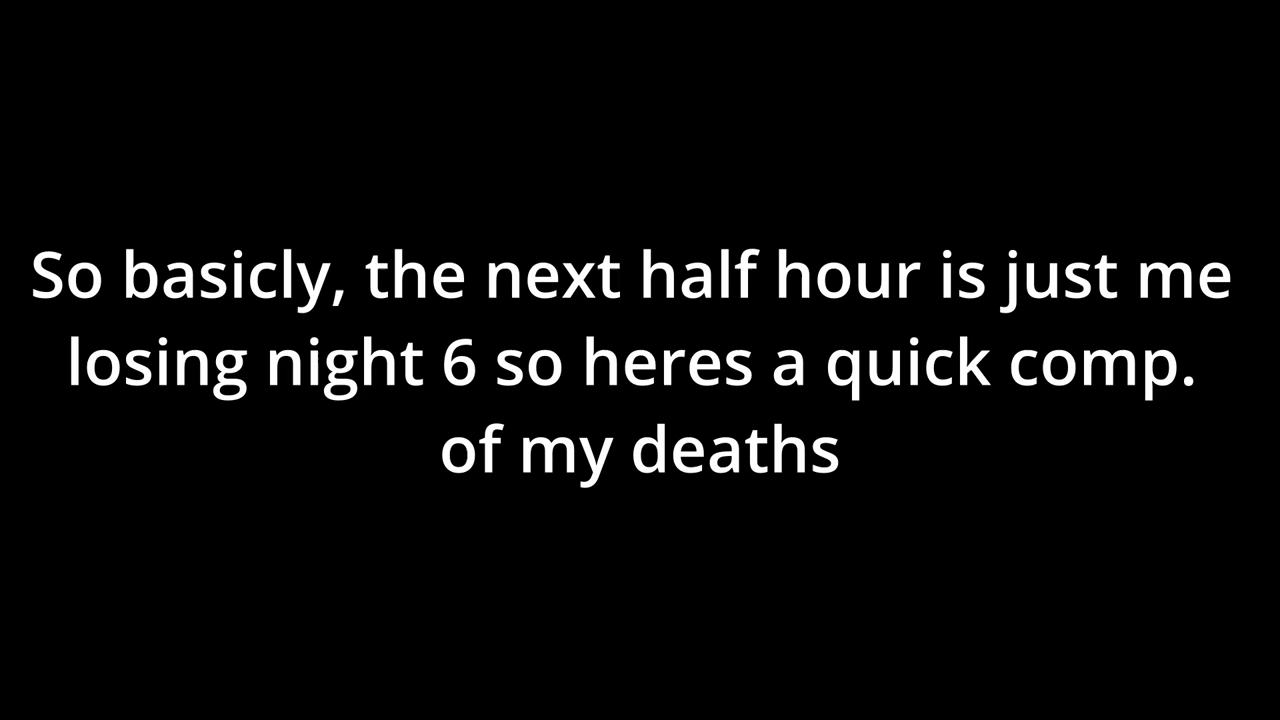 So basicly, the next half hour is just me
losing night 6 so heres a quick comp.
of my deaths